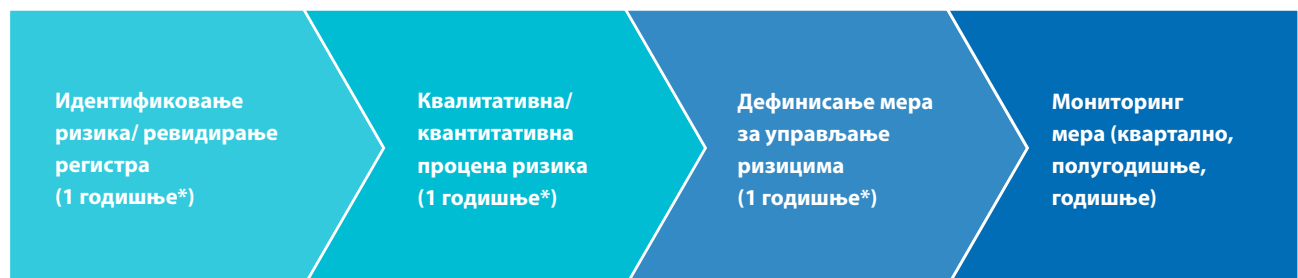 Идентификовање
ризика/ ревидирање
регистра
(1 годишње*)
Квалитативна/
квантитативна
процена ризика
(1 годишње*)
Дефинисање мера
за управљање
ризицима
(1 годишње*)
Мониторинг
мера (квартално,
полугодишње,
годишње)